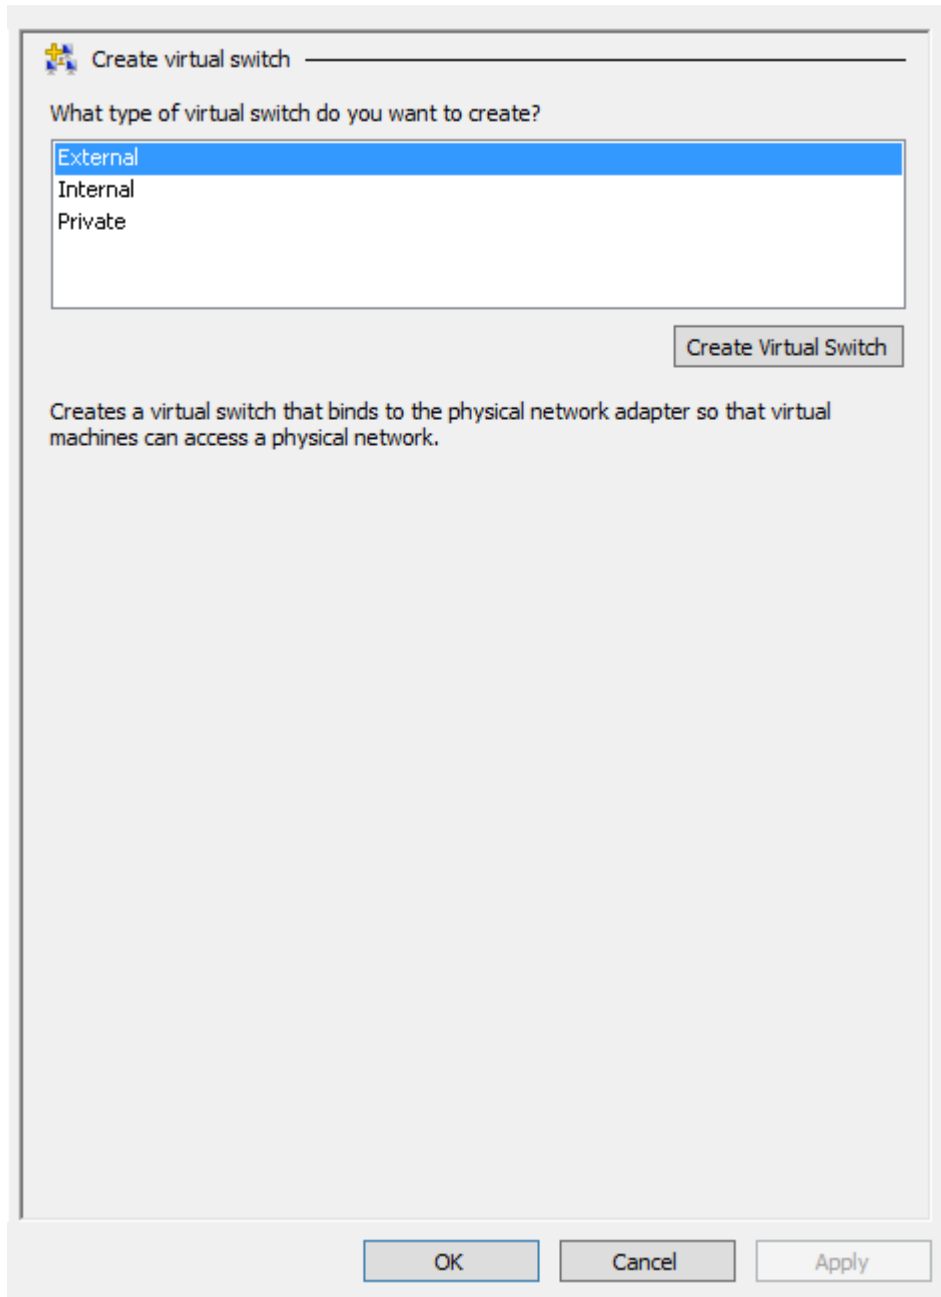 Create virtual switch
What type of virtual switch do you want to create?
External
Internal
Private
Create Virtual Switch
Creates a virtual switch that binds to the physical network adapter so that virtual
machines can access a physical network.
OK Cancel Apply